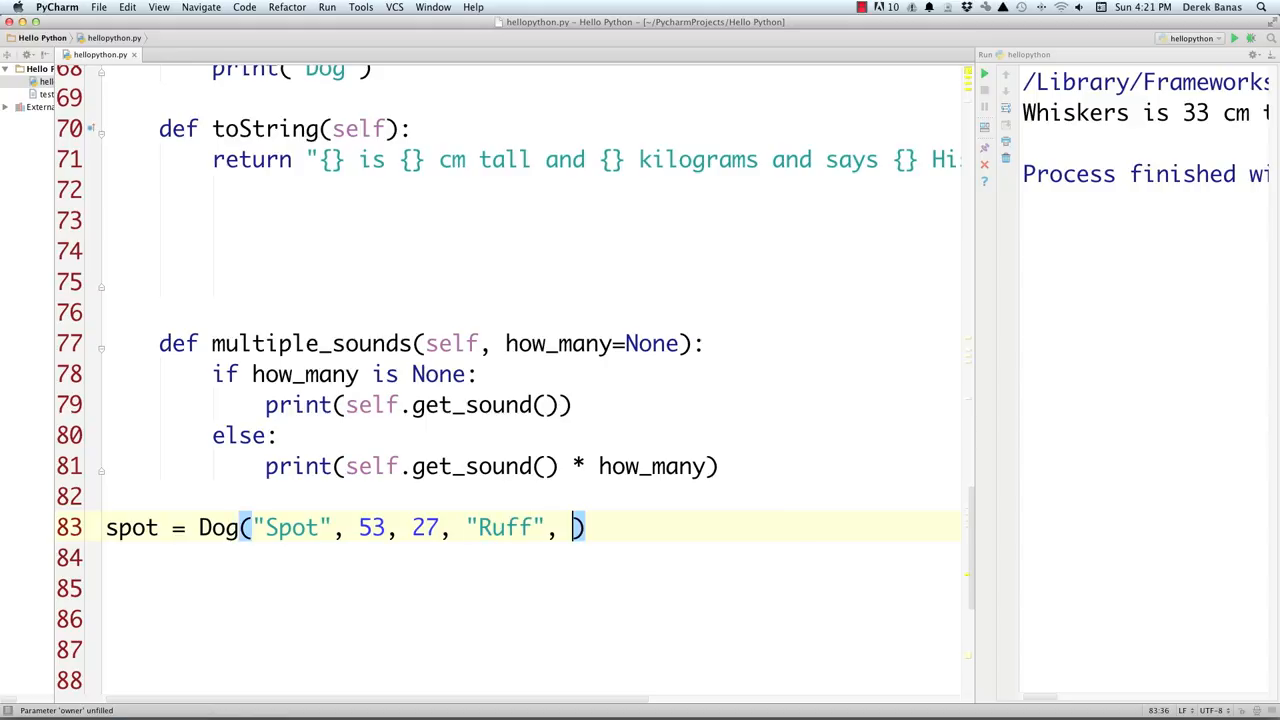 PyCharm File Edit View Navigate Code Refactor Run Tools VCS Window Help 10 Sun 4:21 PM Derek Banas
hellopython.py – Hello Python – [~/PycharmProjects/Hello Python]
Hello Python hellopython.py hellopython
hellopython.py Run hellopython
Hello P
hell
test
Externa
68 print("Dog")
69
70 def toString(self):
71 return "{} is {} cm tall and {} kilograms and says {} His
72
73
74
75
76
77 def multiple_sounds(self, how_many=None):
78 if how_many is None:
79 print(self.get_sound())
80 else:
81 print(self.get_sound() * how_many)
82
83 spot = Dog("Spot", 53, 27, "Ruff", )
84
85
86
87
88
/Library/Frameworks
Whiskers is 33 cm t
Process finished wi
Parameter 'owner' unfilled 83:36 LF UTF-8